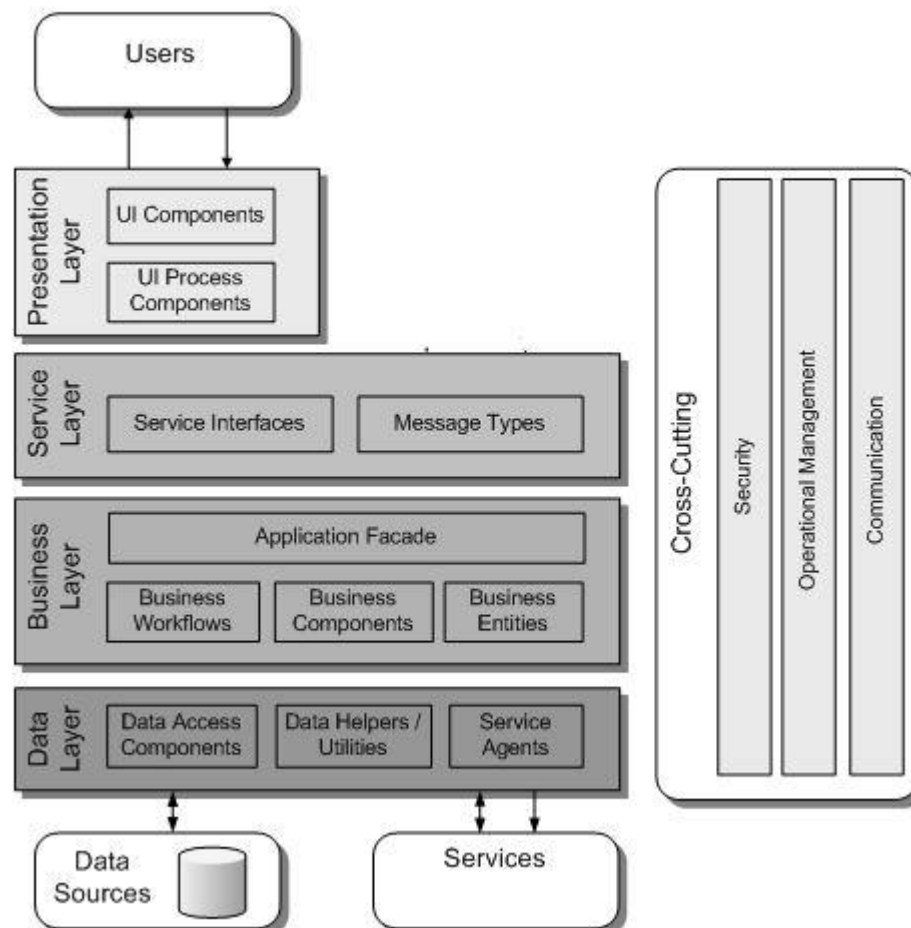 Users
Presentation
Layer
UI Components
UI Process
Components
Service
Layer
Service Interfaces
Message Types
Business
Layer
Application Facade
Business
Workflows
Business
Components
Business
Entities
Data
Layer
Data Access
Components
Data Helpers /
Utilities
Service
Agents
Data
Sources
Services
Cross-Cutting
Security
Operational Management
Communication